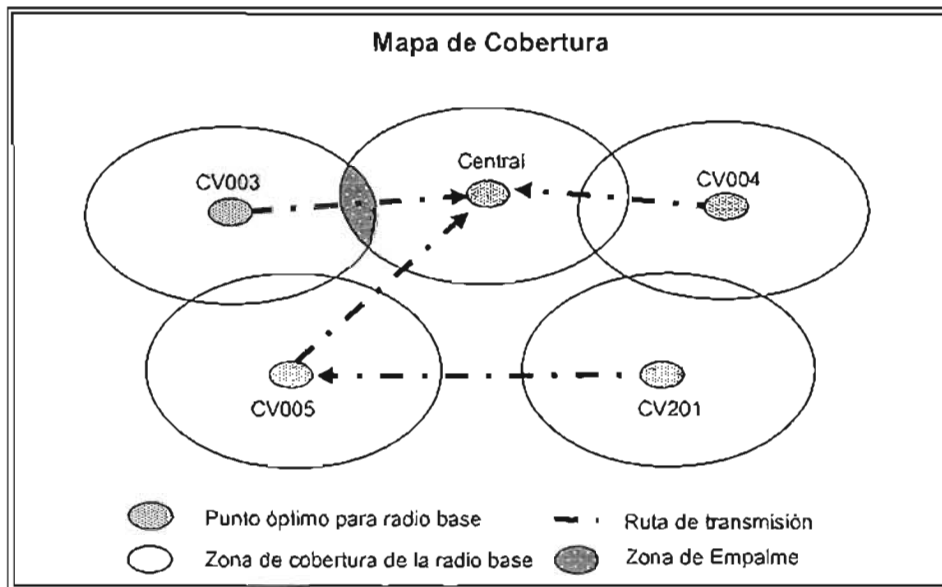 Mapa de Cobertura
Central
CV003
CV004
CV005
CV201
Punto óptimo para radio base
Ruta de transmisión
Zona de cobertura de la radio base
Zona de Empalme